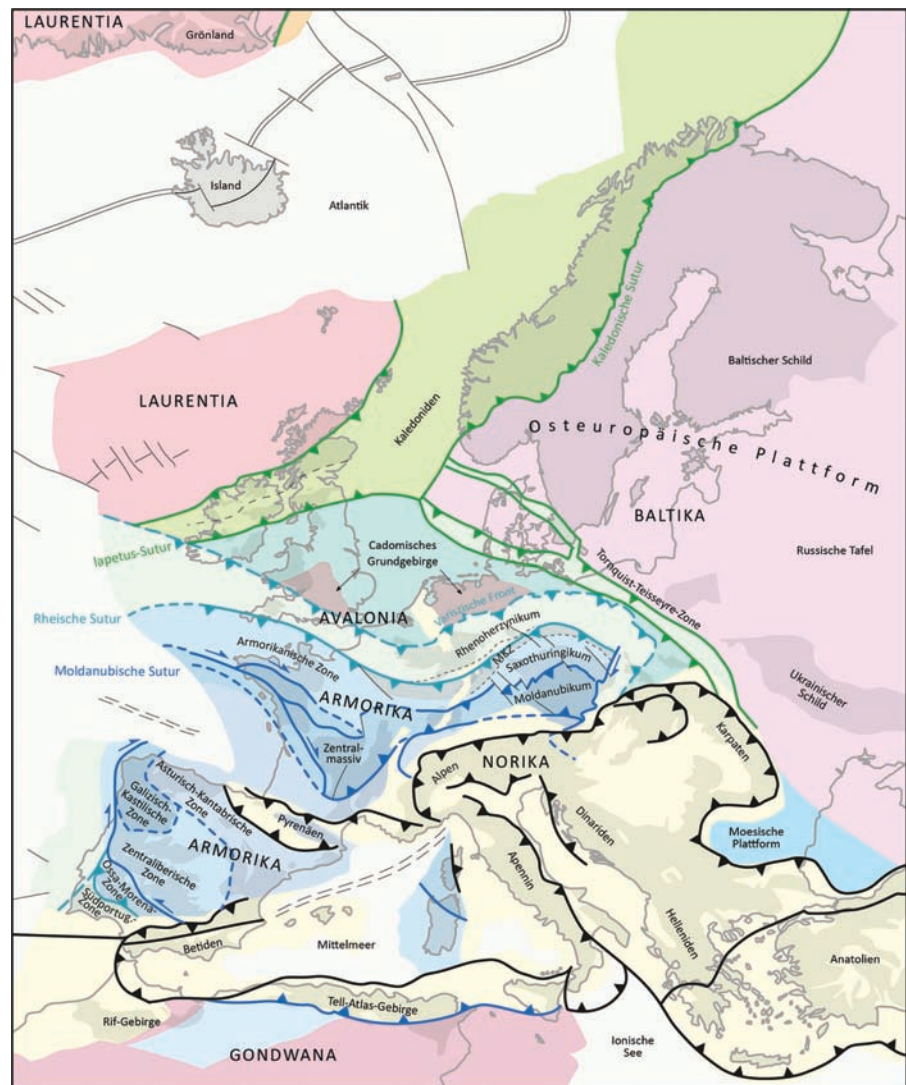 LAURENTIA
Grönland
Island
Atlantik
Kaledonische Sutur
Baltischer Schild
LAURENTIA
Kaledoniden
Osteuropäische Plattform
BALTIKA
Russische Tafel
Iapetus-Sutur
Cadomisches
Grundgebirge
Tornquist-Teisseyre-Zone
Rheische Sutur
AVALONIA
Variszische Front
Rhenoherzynikum
Armorikanische Zone
MKZ
Saxothuringikum
Moldanubische Sutur
ARMORIKA
Moldanubikum
Ukrainischer
Schild
Zentral-
massiv
Alpen
NORIKA
Karpaten
Asturisch-Kantabrische
Zone
Galizisch-
Kastilische
Zone
Pyrenäen
Dinariden
Moesische
Plattform
ARMORIKA
Zentraliberische
Zone
Apennin
Ossa-Morena-
Zone
Südportug.-
Zone
Betiden
Mittelmeer
Helleniden
Anatolien
Rif-Gebirge
Tell-Atlas-Gebirge
Ionische
See
GONDWANA